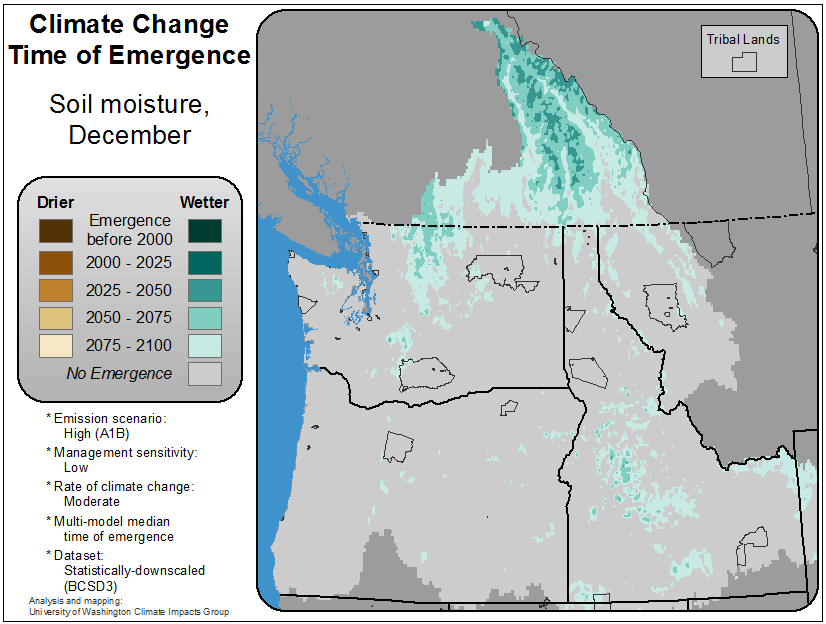 Climate Change
Time of Emergence
Soil moisture,
December
Drier
Wetter
Emergence
before 2000
2000 - 2025
2025 - 2050
2050 - 2075
2075 - 2100
No Emergence
* Emission scenario:
High (A1B)
* Management sensitivity:
Low
* Rate of climate change:
Moderate
* Multi-model median
time of emergence
* Dataset:
Statistically-downscaled
(BCSD3)
Analysis and mapping:
University of Washington Climate Impacts Group
Tribal Lands